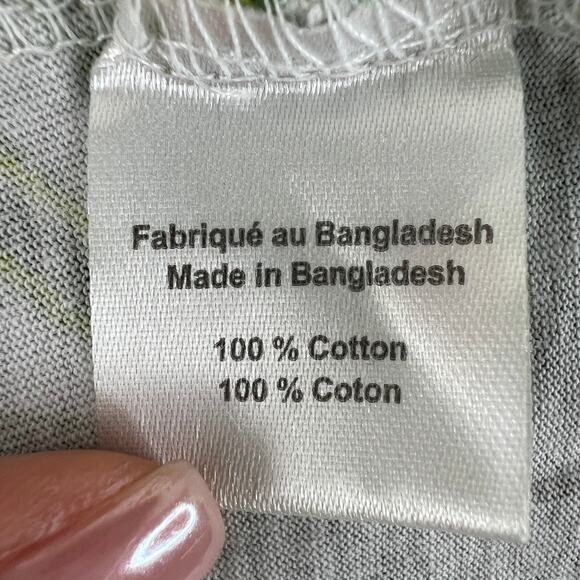 Fabriqué au Bangladesh
Made in Bangladesh
100 % Cotton
100 % Coton